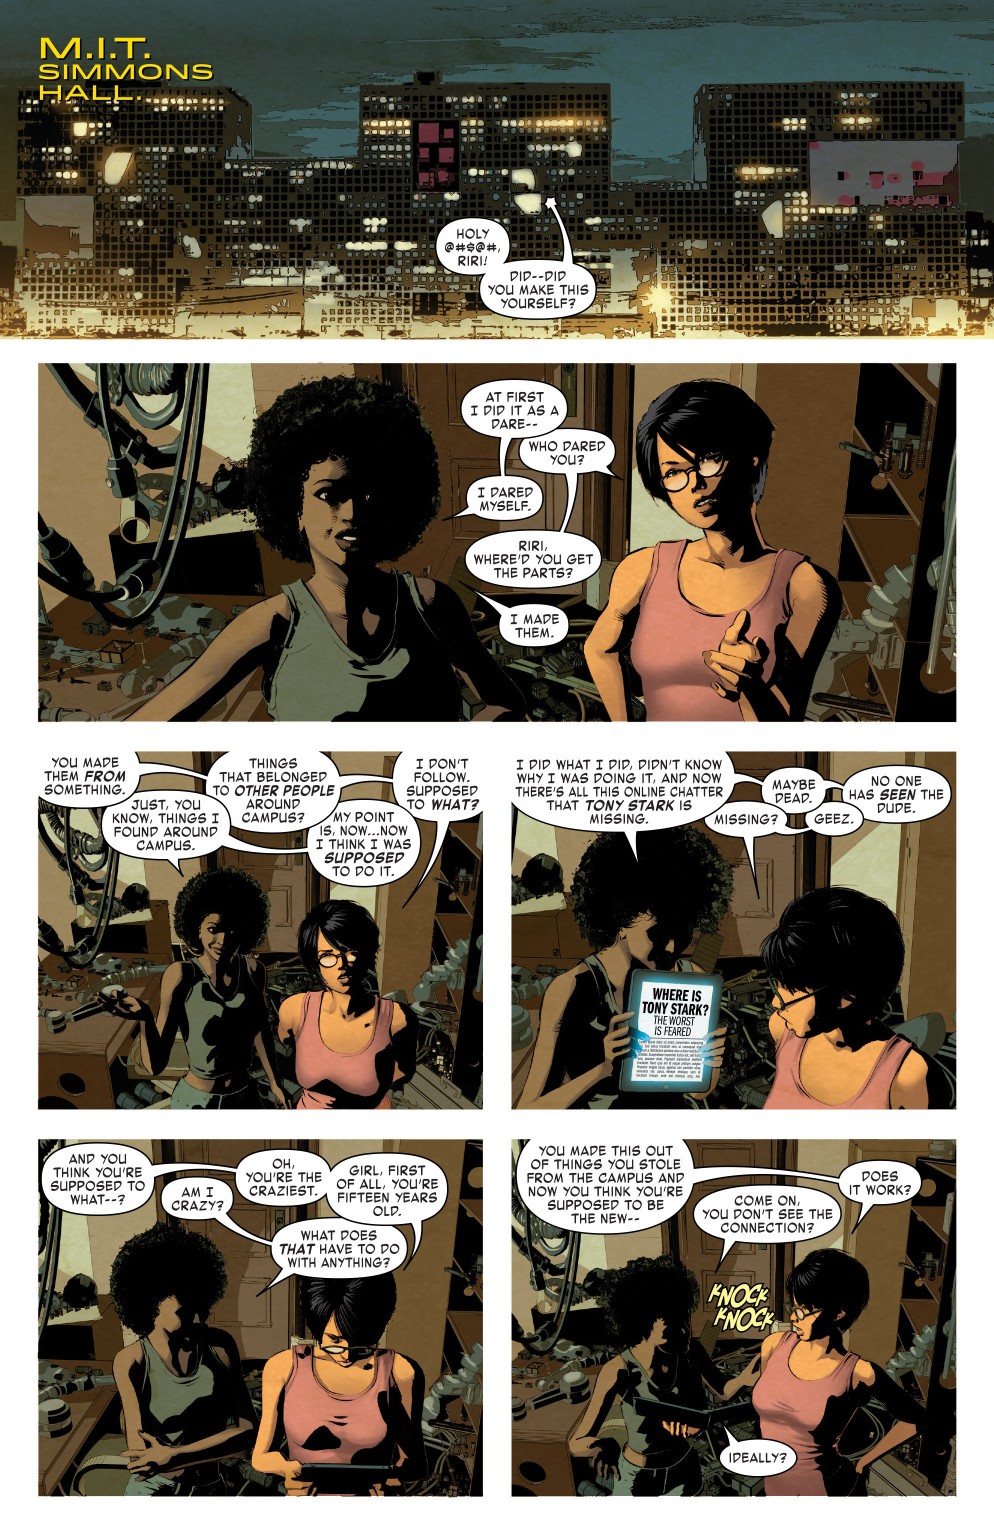 M.I.T.
SIMMONS
HALL.
HOLY
@#$@#,
RIRI!
DID--DID
YOU MAKE THIS
YOURSELF?
AT FIRST
I DID IT AS A
DARE--
WHO DARED
YOU?
I DARED
MYSELF.
RIRI,
WHERE'D YOU GET
THE PARTS?
I MADE
THEM.
YOU MADE
THEM FROM
SOMETHING.
JUST, YOU
KNOW, THINGS I
FOUND AROUND
CAMPUS.
THINGS
THAT BELONGED
TO OTHER PEOPLE
AROUND
CAMPUS?
MY POINT
IS, NOW...NOW
I THINK I WAS
SUPPOSED
TO DO IT.
I DON'T
FOLLOW.
SUPPOSED
TO WHAT?
I DID WHAT I DID, DIDN'T KNOW
WHY I WAS DOING IT, AND NOW
THERE'S ALL THIS ONLINE CHATTER
THAT TONY STARK IS
MISSING.
MISSING?
MAYBE
DEAD.
GEEZ.
NO ONE
HAS SEEN THE
DUDE.
WHERE IS
TONY STARK?
THE WORST
IS FEARED
AND YOU
THINK YOU'RE
SUPPOSED TO
WHAT--?
AM I
CRAZY?
OH,
YOU'RE THE
CRAZIEST.
GIRL, FIRST
OF ALL, YOU'RE
FIFTEEN YEARS
OLD.
WHAT DOES
THAT HAVE TO DO
WITH ANYTHING?
YOU MADE THIS OUT
OF THINGS YOU STOLE
FROM THE CAMPUS AND
NOW YOU THINK YOU'RE
SUPPOSED TO BE
THE NEW--
COME ON,
YOU DON'T SEE THE
CONNECTION?
DOES
IT WORK?
KNOCK
KNOCK
IDEALLY?